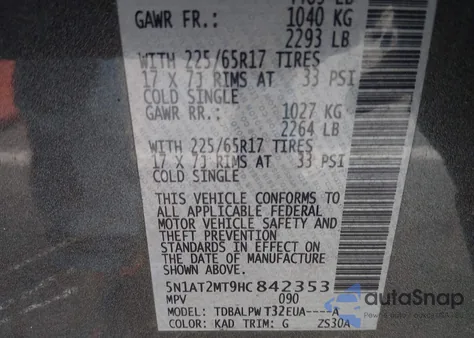 GAWR FR.: 1040 KG
2293 LB
WITH 225/65R17 TIRES
17 X 7J RIMS AT 33 PSI
COLD SINGLE
GAWR RR.: 1027 KG
2264 LB
WITH 225/65R17 TIRES
17 X 7J RIMS AT 33 PSI
COLD SINGLE
THIS VEHICLE CONFORMS TO
ALL APPLICABLE FEDERAL
MOTOR VEHICLE SAFETY AND
THEFT PREVENTION
STANDARDS IN EFFECT ON
THE DATE OF MANUFACTURE
SHOWN ABOVE.
5N1AT2MT9HC842353
MPV 090
MODEL: TDBALPW T32EUA----A
COLOR: KAD TRIM: G ZS30A
autoSnap